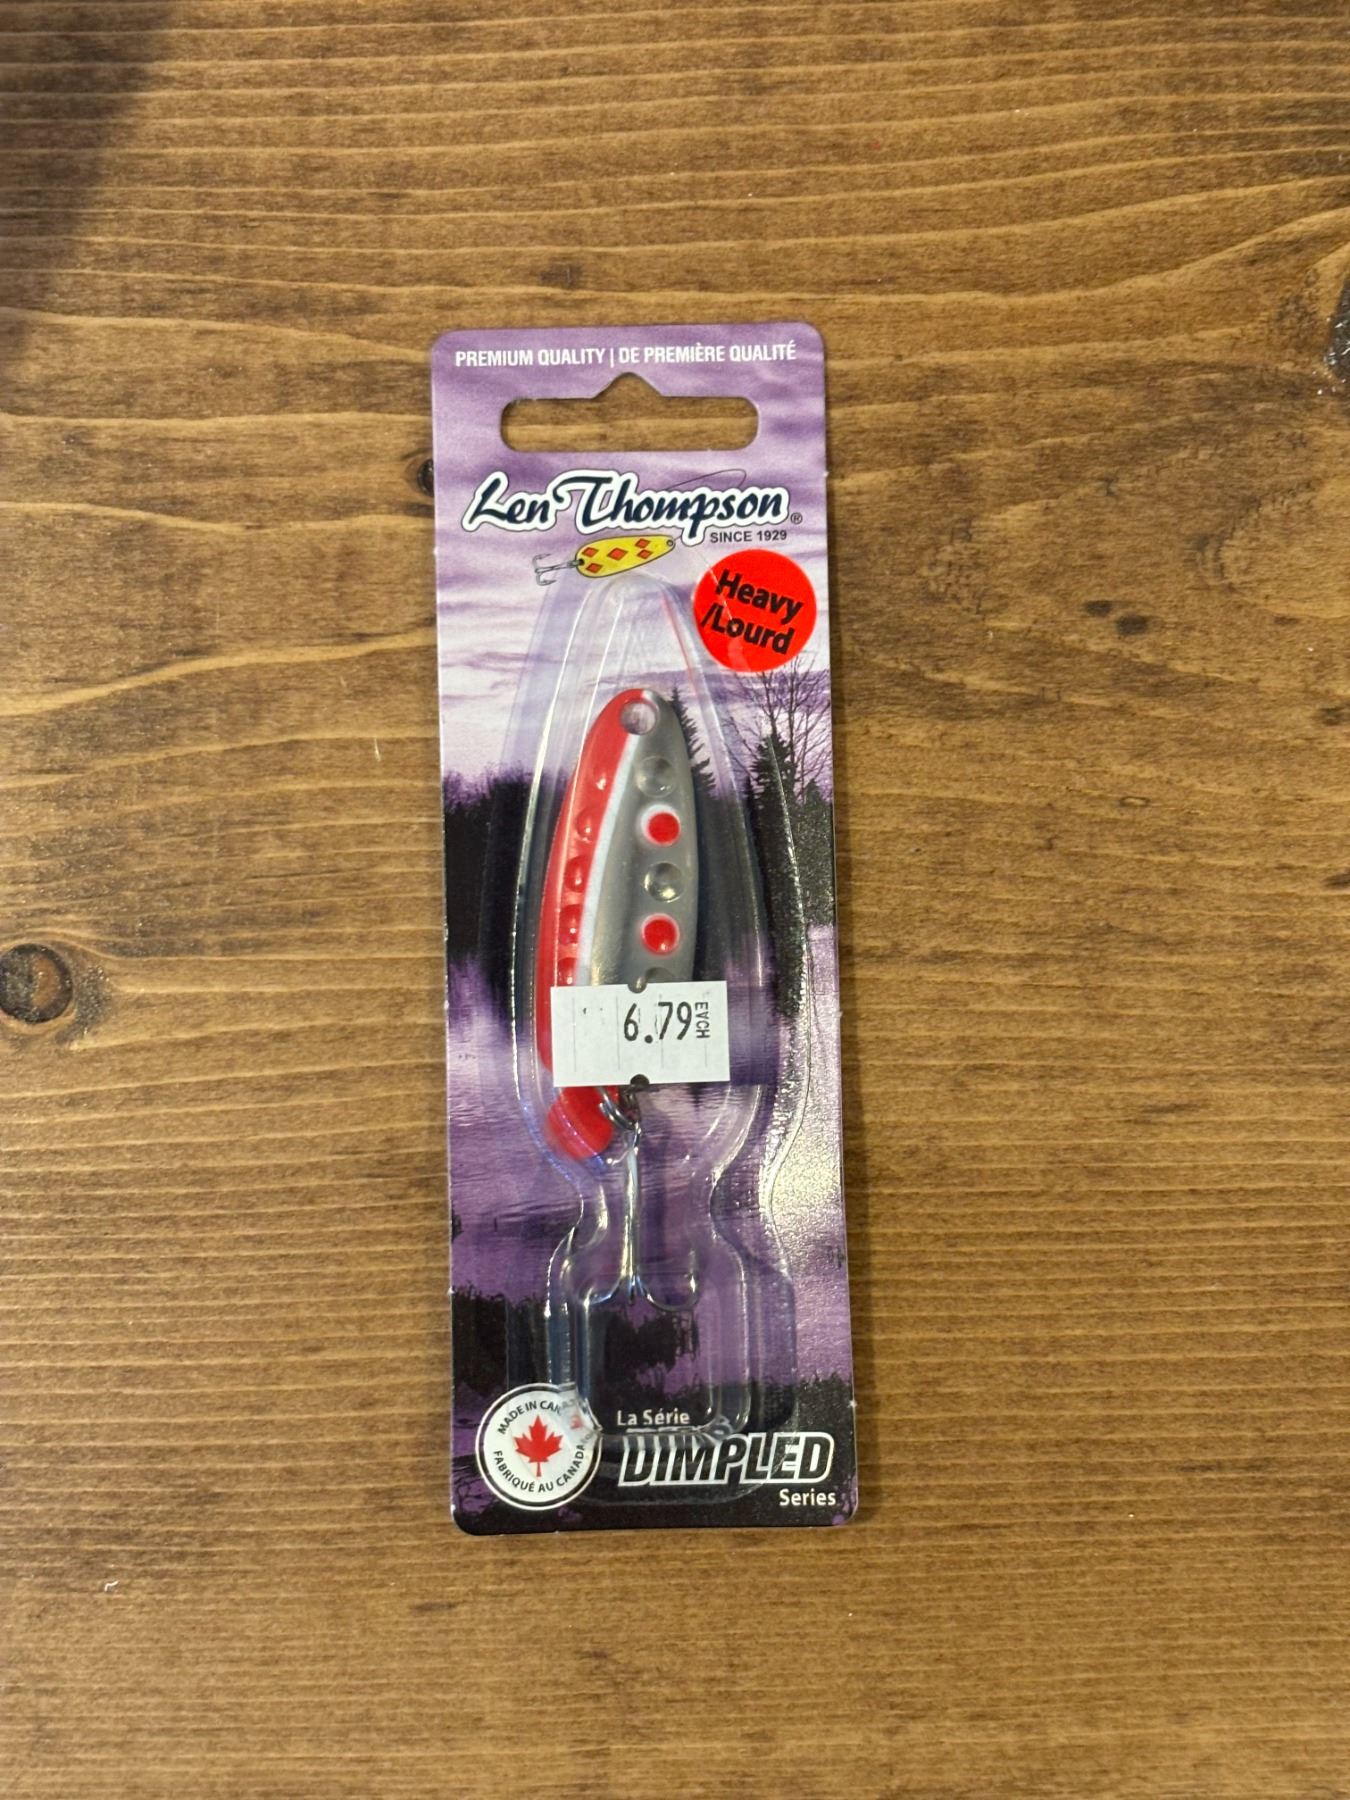 PREMIUM QUALITY | DE PREMIÈRE QUALITÉ
Len Thompson®
SINCE 1929
Heavy
/Lourd
6.79 EVCH
MADE IN CANADA
FABRIQUÉ AU CANADA
La Série
DIMPLED
Series